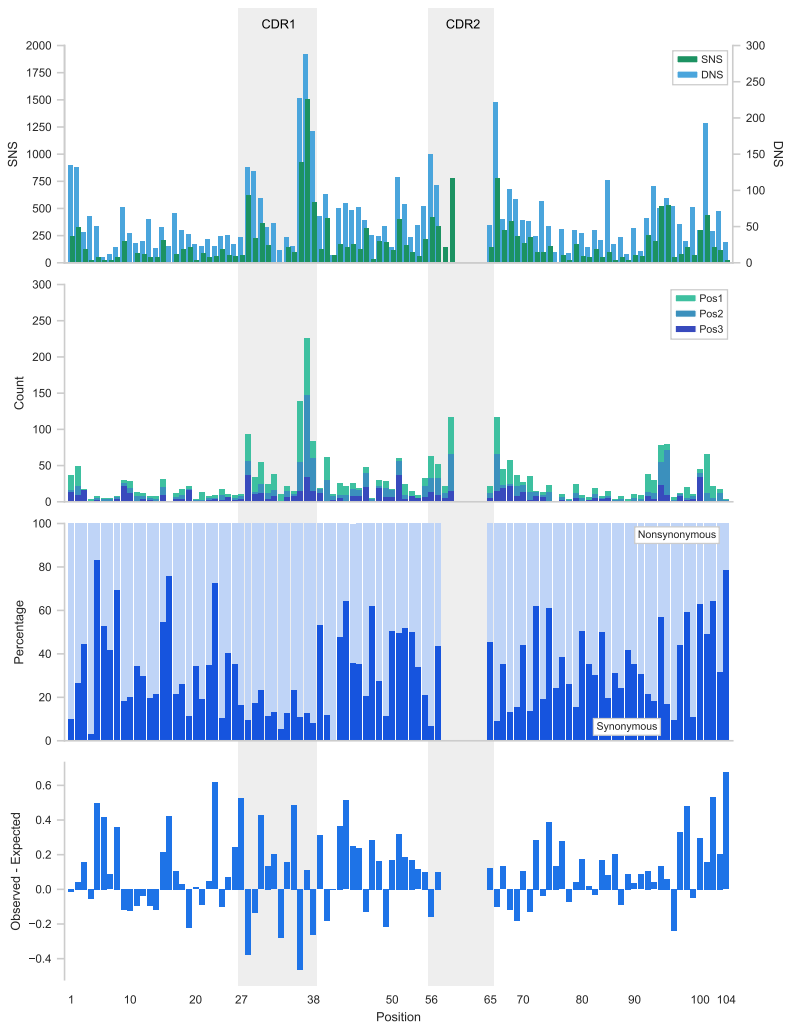 CDR1 CDR2
2000 300
1750 250
1500 200
1250
1000 150
750 100
500
250 50
0 0
SNS
DNS
SNS
DNS
300
250
200
150
100
50
0
Count
Pos1
Pos2
Pos3
100
80
60
40
20
0
Percentage
Nonsynonymous
Synonymous
0.6
0.4
0.2
0.0
−0.2
−0.4
Observed - Expected
1 10 20 27 38 50 56 65 70 80 90 100 104
Position